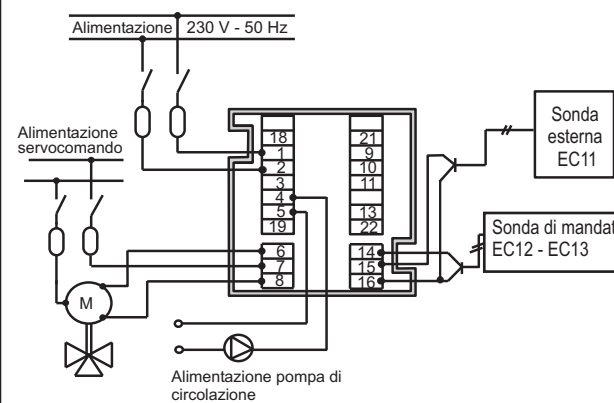 Alimentazione 230 V - 50 Hz
Alimentazione
servocomando
18
1
2
3
4
5
19
6
7
8
21
9
10
11
13
22
14
15
16
Sonda
esterna
EC11
Sonda di mandat
EC12 - EC13
M
Alimentazione pompa di
circolazione